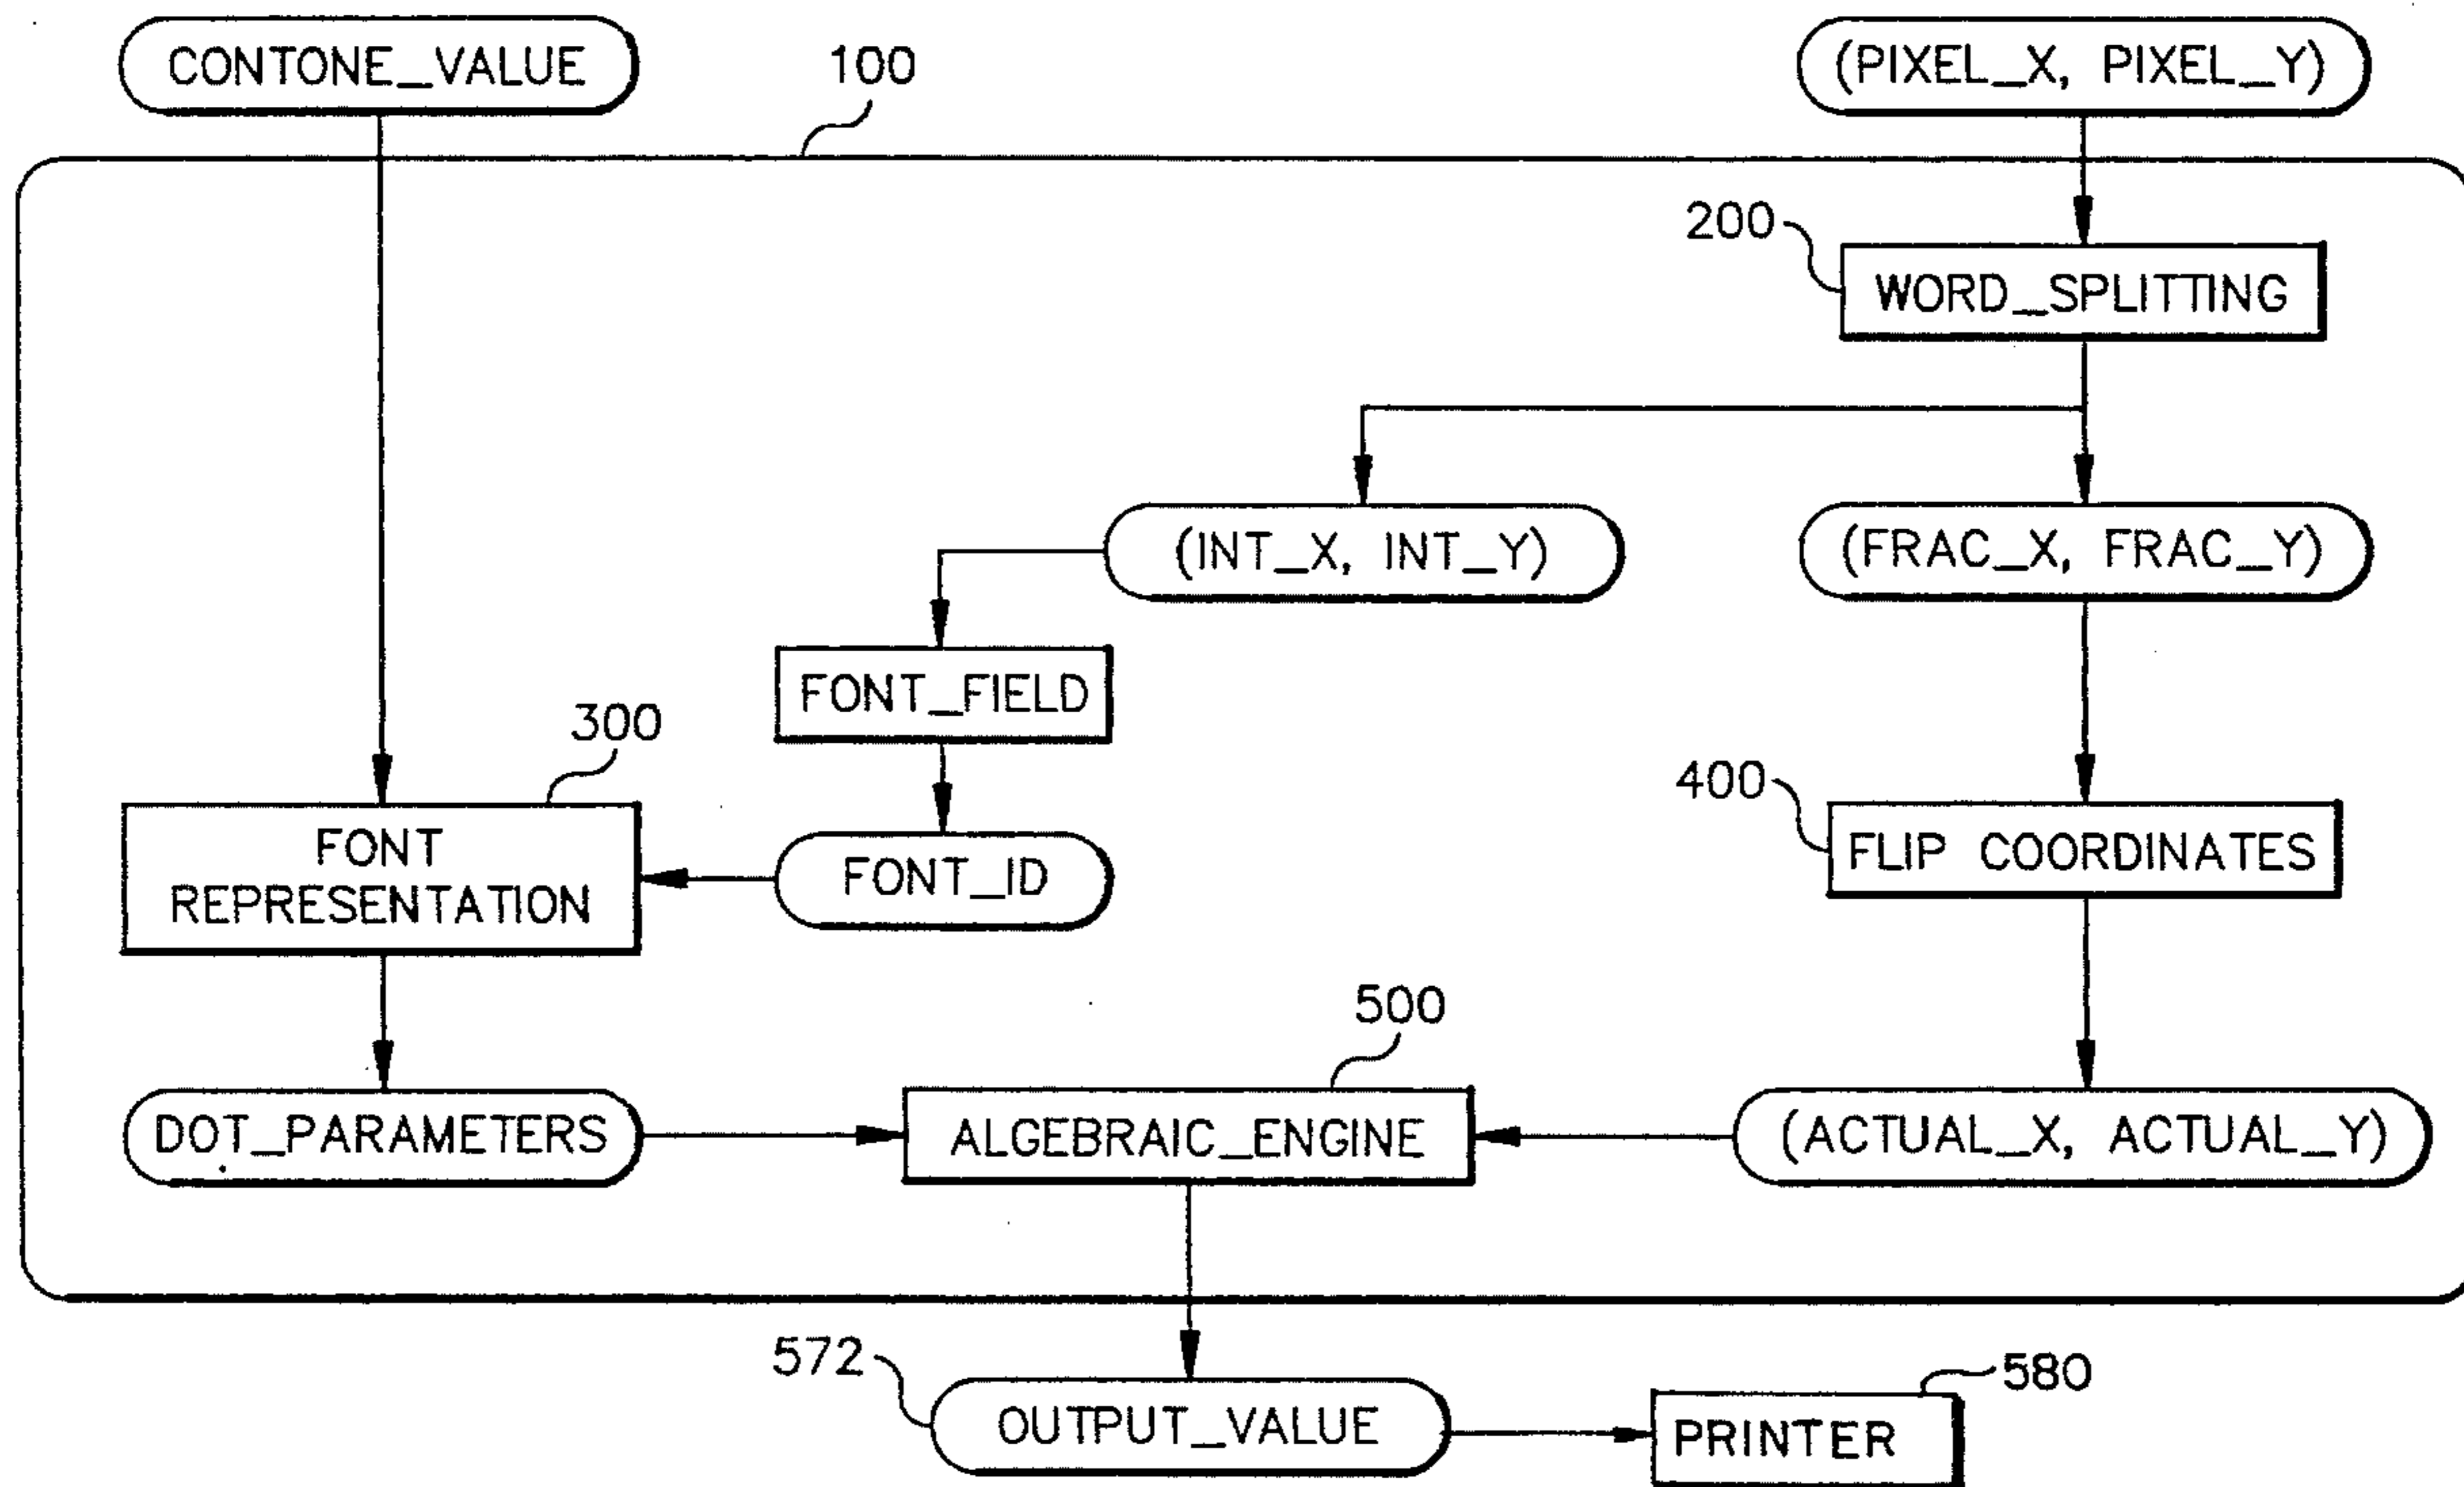 CONTONE_VALUE
100
(PIXEL_X, PIXEL_Y)
200
WORD_SPLITTING
(INT_X, INT_Y)
(FRAC_X, FRAC_Y)
FONT_FIELD
300
400
FONT
REPRESENTATION
FONT_ID
FLIP COORDINATES
500
DOT_PARAMETERS
ALGEBRAIC_ENGINE
(ACTUAL_X, ACTUAL_Y)
572
OUTPUT_VALUE
580
PRINTER